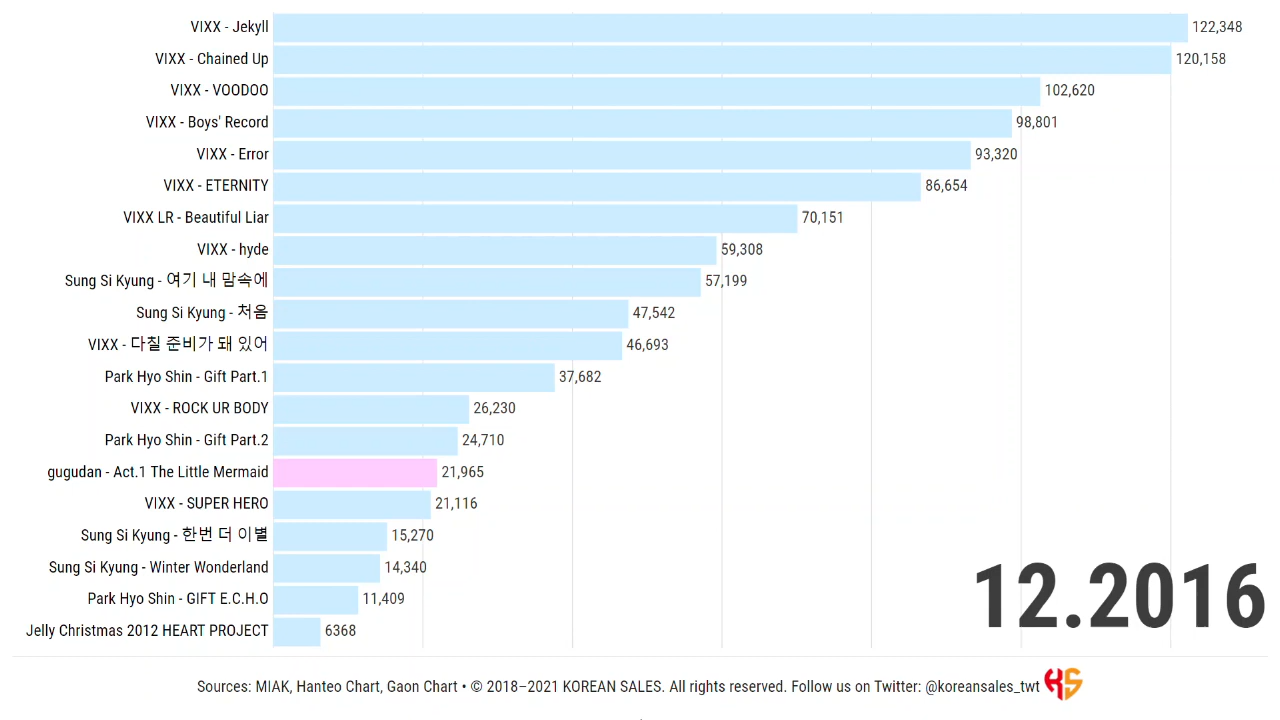 VIXX - Jekyll 122,348
VIXX - Chained Up 120,158
VIXX - VOODOO 102,620
VIXX - Boys' Record 98,801
VIXX - Error 93,320
VIXX - ETERNITY 86,654
VIXX LR - Beautiful Liar 70,151
VIXX - hyde 59,308
Sung Si Kyung - 여기 내 맘속에 57,199
Sung Si Kyung - 처음 47,542
VIXX - 다칠 준비가 돼 있어 46,693
Park Hyo Shin - Gift Part.1 37,682
VIXX - ROCK UR BODY 26,230
Park Hyo Shin - Gift Part.2 24,710
gugudan - Act.1 The Little Mermaid 21,965
VIXX - SUPER HERO 21,116
Sung Si Kyung - 한번 더 이별 15,270
Sung Si Kyung - Winter Wonderland 14,340
Park Hyo Shin - GIFT E.C.H.O 11,409
Jelly Christmas 2012 HEART PROJECT 6368
12.2016
Sources: MIAK, Hanteo Chart, Gaon Chart • © 2018–2021 KOREAN SALES. All rights reserved. Follow us on Twitter: @koreansales_twt KS